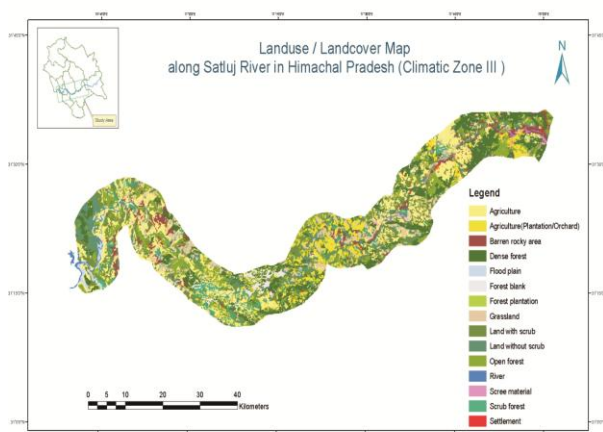 Landuse / Landcover Map
along Satluj River in Himachal Pradesh (Climatic Zone III )
N
Study area
Legend
Agriculture
Agriculture(Plantation/Orchard)
Barren rocky area
Dense forest
Flood plain
Forest blank
Forest plantation
Grassland
Land with scrub
Land without scrub
Open forest
River
Scree material
Scrub forest
Settlement
0 5 10 20 30 40
Kilometers